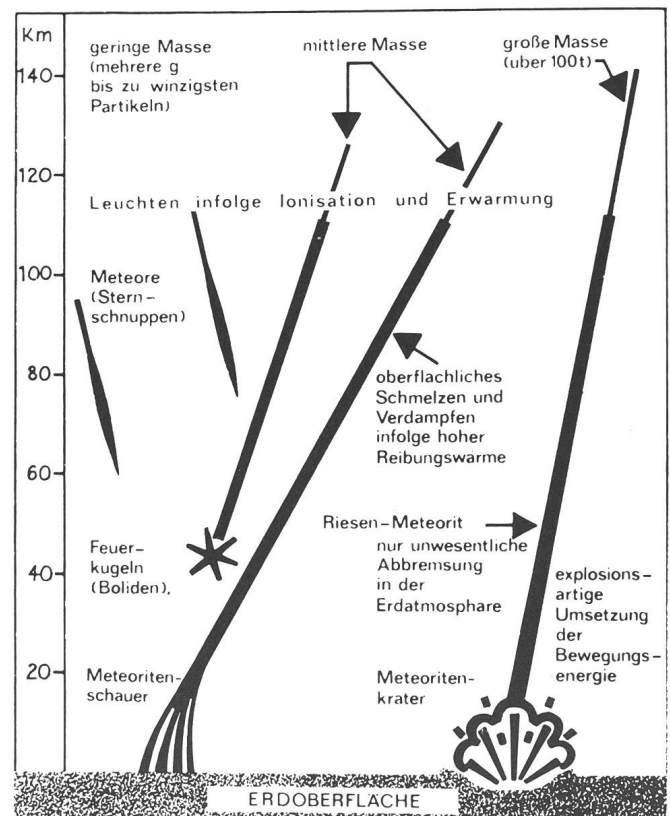 Km
140
120
100
80
60
40
20
geringe Masse
(mehrere g
bis zu winzigsten
Partikeln)
mittlere Masse
große Masse
(uber 100t)
Leuchten infolge Ionisation und Erwarmung
Meteore
(Stern-
schnuppen)
oberflachliches
Schmelzen und
Verdampfen
infolge hoher
Reibungswarme
Riesen-Meteorit
nur unwesentliche
Abbremsung
in der
Erdatmosphare
Feuer-
kugeln
(Boliden),
explosions-
artige
Umsetzung
der
Bewegungs-
energie
Meteoriten-
schauer
Meteoriten-
krater
ERDOBERFLÄCHE